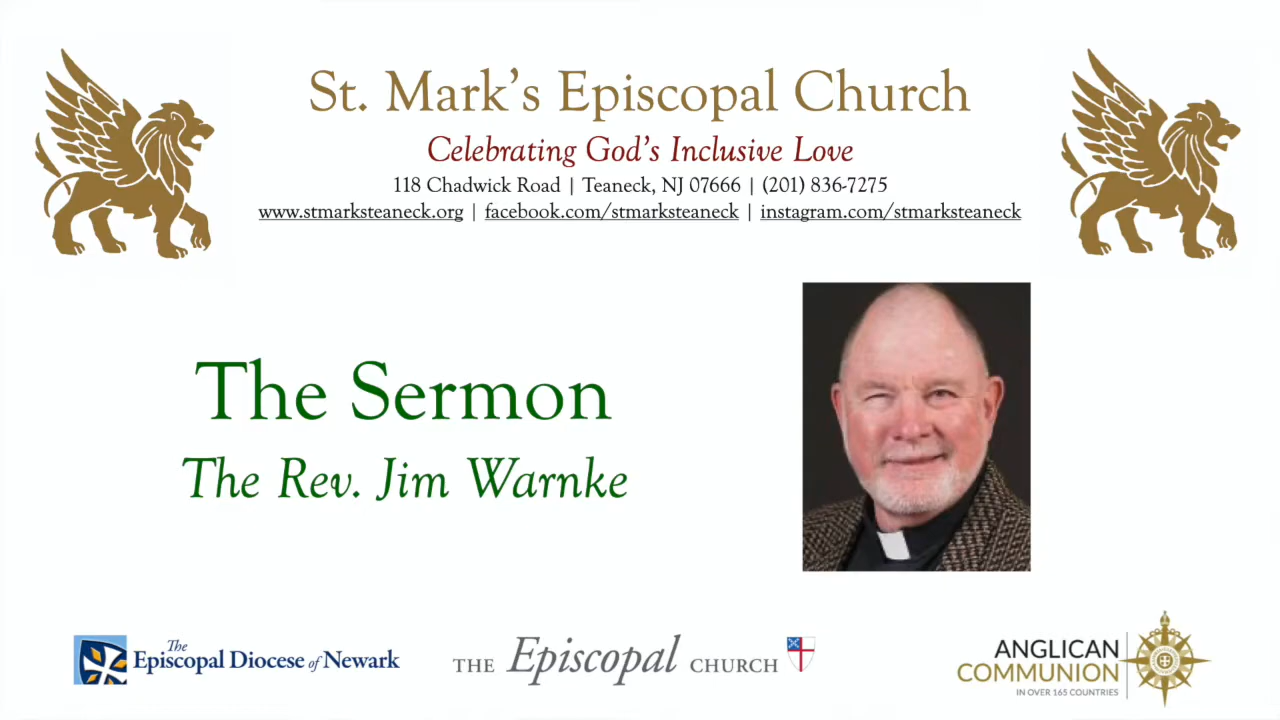 St. Mark's Episcopal Church
Celebrating God's Inclusive Love
118 Chadwick Road | Teaneck, NJ 07666 | (201) 836-7275
www.stmarksteaneck.org | facebook.com/stmarksteaneck | instagram.com/stmarksteaneck
The Sermon
The Rev. Jim Warnke
The Episcopal Diocese of Newark
THE Episcopal CHURCH
ANGLICAN
COMMUNION
IN OVER 165 COUNTRIES